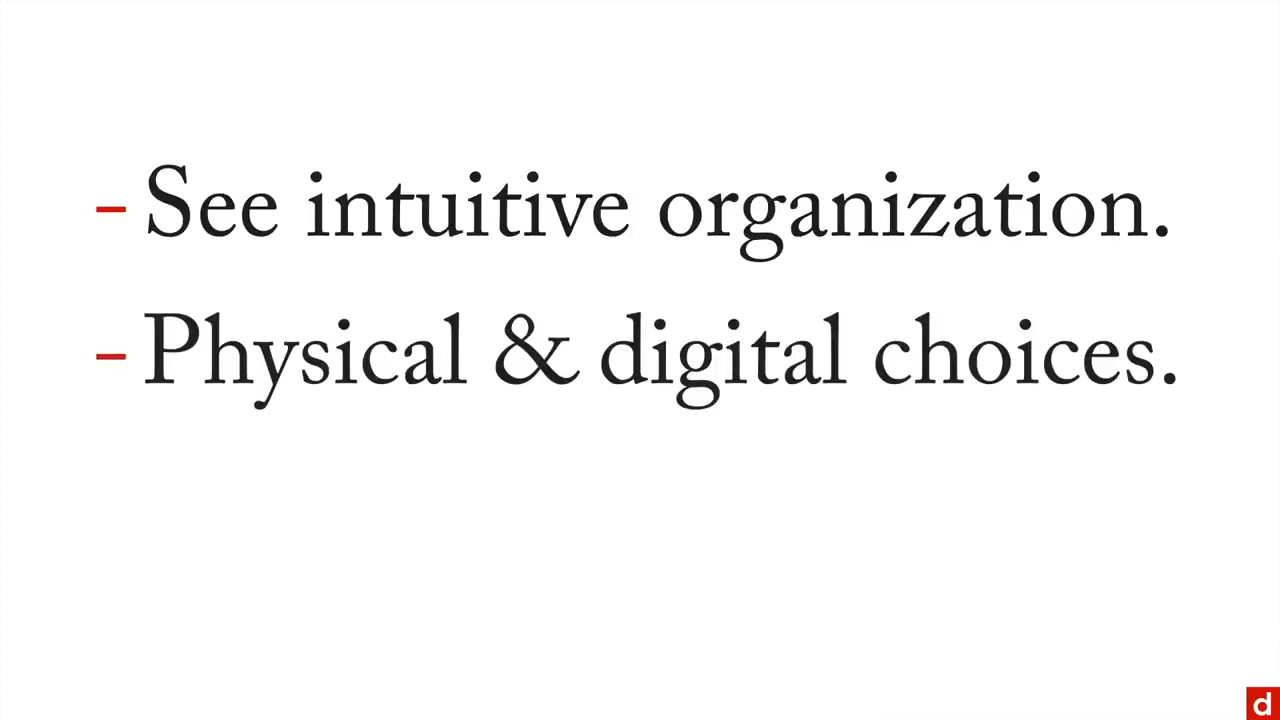 - See intuitive organization.
- Physical & digital choices.
d